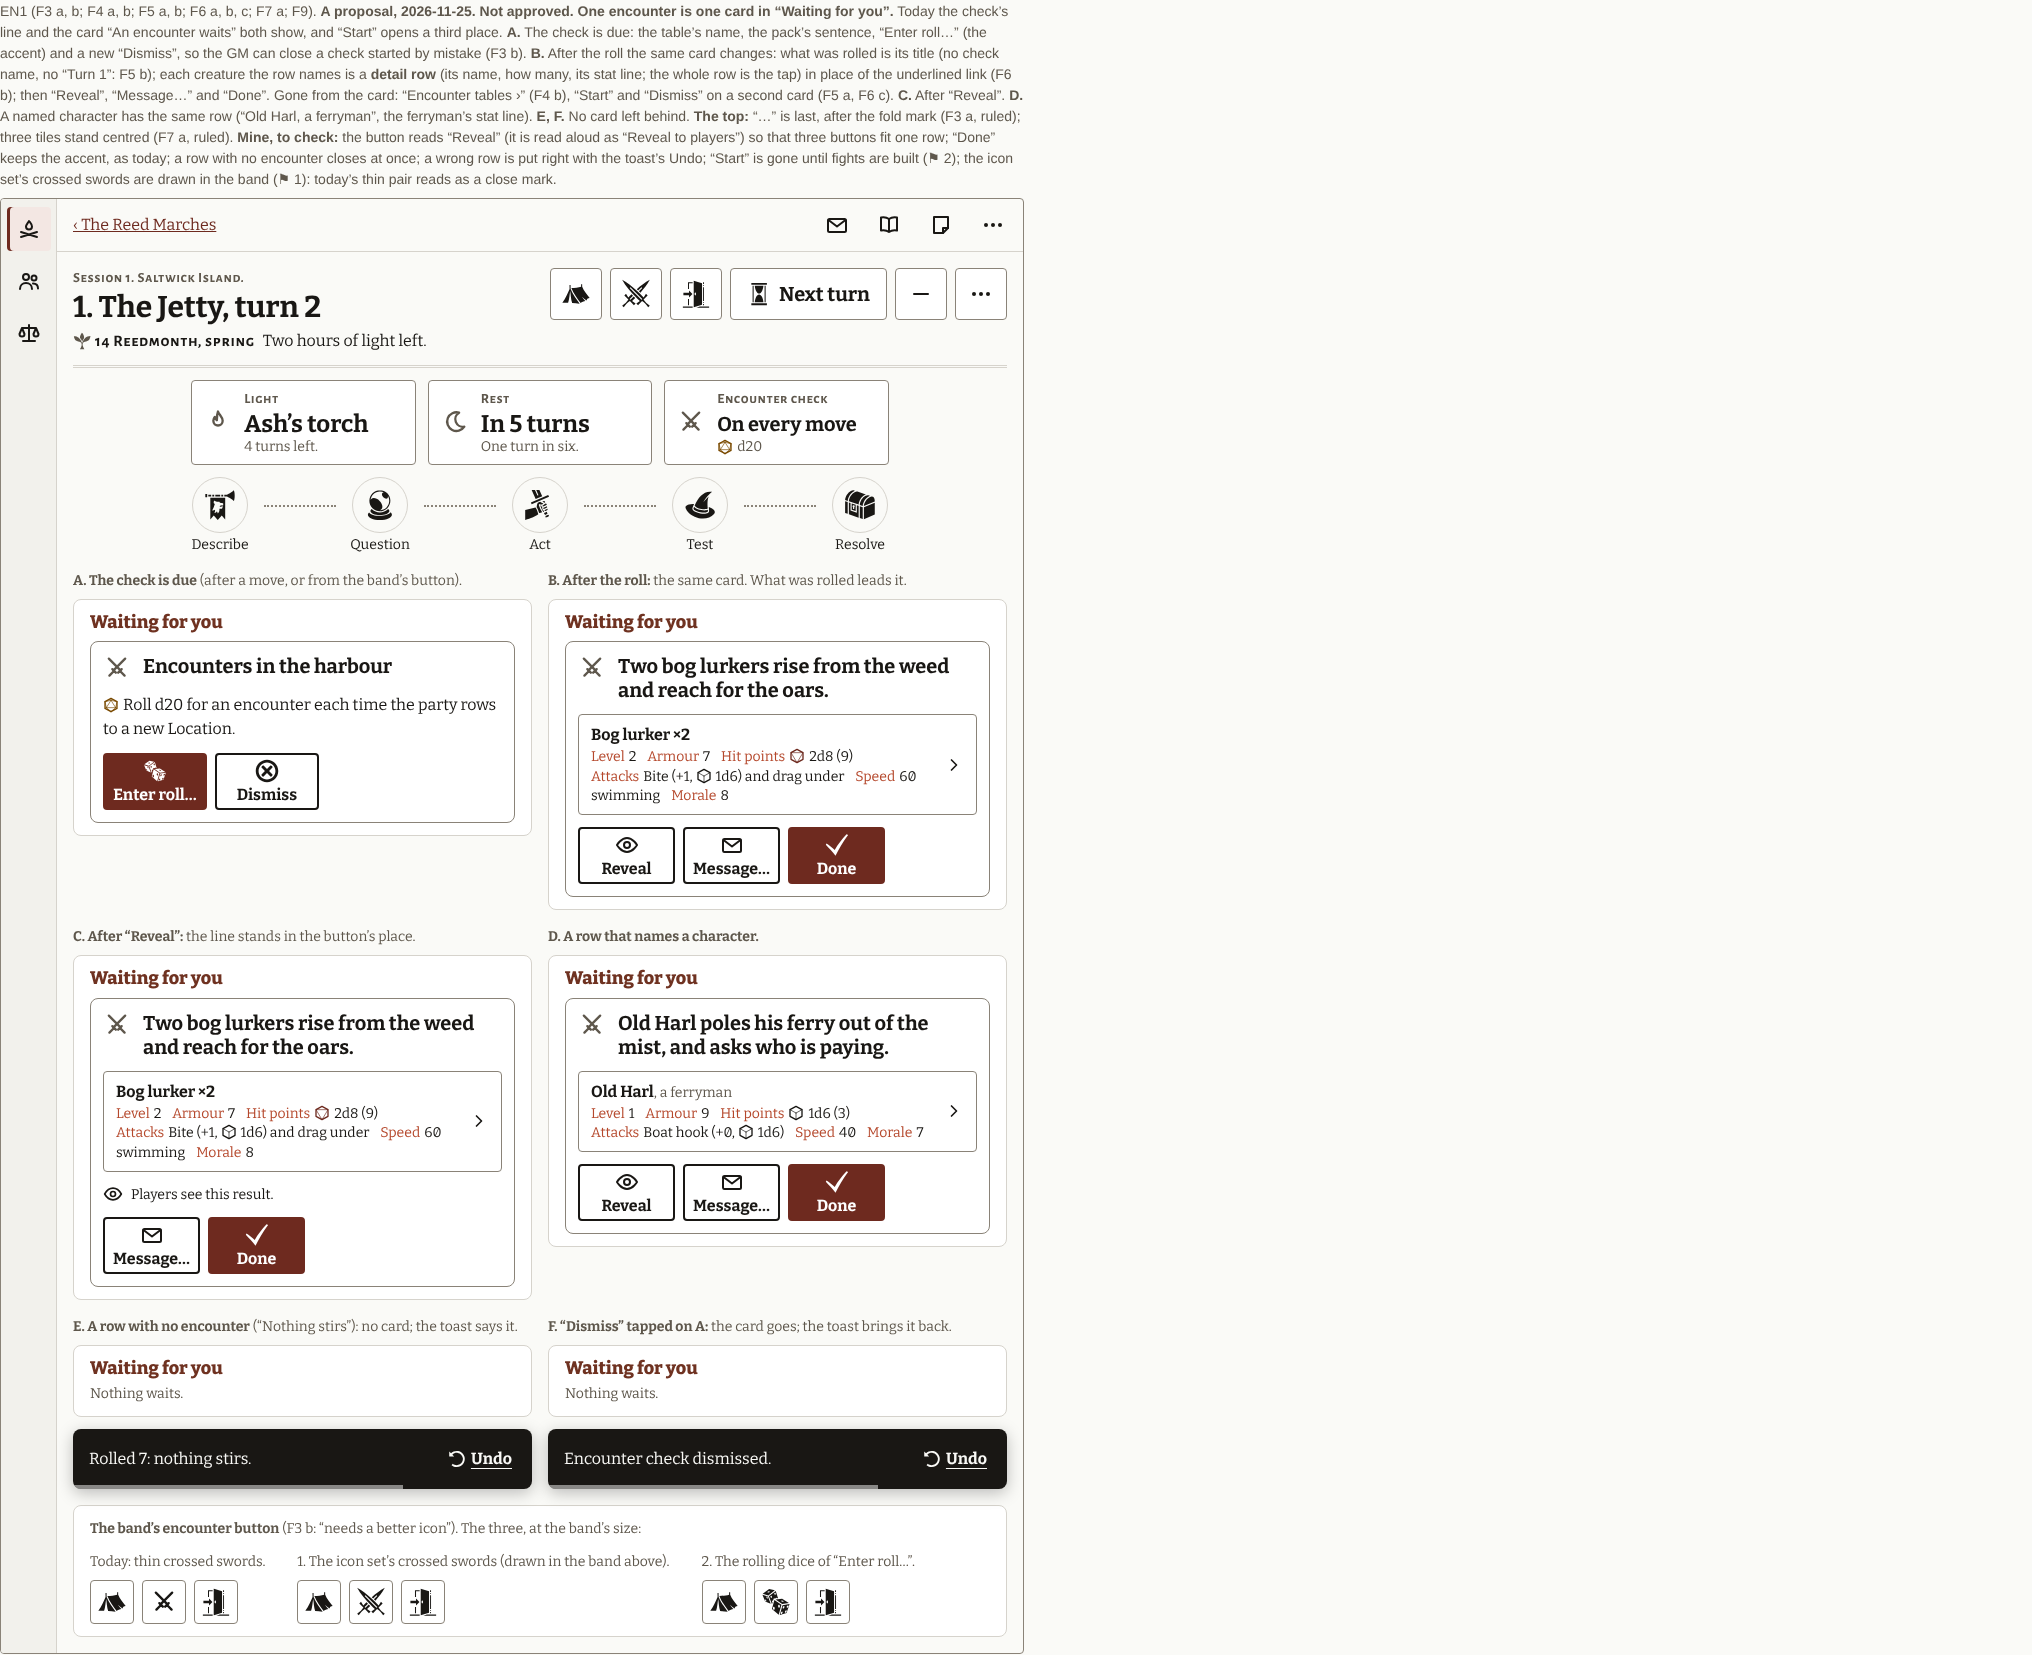 EN1 (F3 a, b; F4 a, b; F5 a, b; F6 a, b, c; F7 a; F9). A proposal, 2026-11-25. Not approved. One encounter is one card in “Waiting for you”. Today the check’s
line and the card “An encounter waits” both show, and “Start” opens a third place. A. The check is due: the table’s name, the pack’s sentence, “Enter roll…” (the
accent) and a new “Dismiss”, so the GM can close a check started by mistake (F3 b). B. After the roll the same card changes: what was rolled is its title (no check
name, no “Turn 1”: F5 b); each creature the row names is a detail row (its name, how many, its stat line; the whole row is the tap) in place of the underlined link (F6
b); then “Reveal”, “Message…” and “Done”. Gone from the card: “Encounter tables ›” (F4 b), “Start” and “Dismiss” on a second card (F5 a, F6 c). C. After “Reveal”. D.
A named character has the same row (“Old Harl, a ferryman”, the ferryman’s stat line). E, F. No card left behind. The top: “…” is last, after the fold mark (F3 a, ruled);
three tiles stand centred (F7 a, ruled). Mine, to check: the button reads “Reveal” (it is read aloud as “Reveal to players”) so that three buttons fit one row; “Done”
keeps the accent, as today; a row with no encounter closes at once; a wrong row is put right with the toast’s Undo; “Start” is gone until fights are built (⚑ 2); the icon
set’s crossed swords are drawn in the band (⚑ 1): today’s thin pair reads as a close mark.
‹ The Reed Marches
Session 1. Saltwick Island.
1. The Jetty, turn 2
Next turn
14 Reedmonth, spring Two hours of light left.
Light
Ash’s torch
4 turns left.
Rest
In 5 turns
One turn in six.
Encounter check
On every move
d20
Describe
Question
Act
Test
Resolve
A. The check is due (after a move, or from the band’s button).
Waiting for you
Encounters in the harbour
Roll d20 for an encounter each time the party rows
to a new Location.
Enter roll…
Dismiss
B. After the roll: the same card. What was rolled leads it.
Waiting for you
Two bog lurkers rise from the weed
and reach for the oars.
Bog lurker ×2
Level 2 Armour 7 Hit points 2d8 (9)
Attacks Bite (+1, 1d6) and drag under Speed 60
swimming Morale 8
Reveal
Message…
Done
C. After “Reveal”: the line stands in the button’s place.
Waiting for you
Two bog lurkers rise from the weed
and reach for the oars.
Bog lurker ×2
Level 2 Armour 7 Hit points 2d8 (9)
Attacks Bite (+1, 1d6) and drag under Speed 60
swimming Morale 8
Players see this result.
Message…
Done
D. A row that names a character.
Waiting for you
Old Harl poles his ferry out of the
mist, and asks who is paying.
Old Harl, a ferryman
Level 1 Armour 9 Hit points 1d6 (3)
Attacks Boat hook (+0, 1d6) Speed 40 Morale 7
Reveal
Message…
Done
E. A row with no encounter (“Nothing stirs”): no card; the toast says it.
Waiting for you
Nothing waits.
Rolled 7: nothing stirs.
Undo
F. “Dismiss” tapped on A: the card goes; the toast brings it back.
Waiting for you
Nothing waits.
Encounter check dismissed.
Undo
The band’s encounter button (F3 b: “needs a better icon”). The three, at the band’s size:
Today: thin crossed swords.
1. The icon set’s crossed swords (drawn in the band above).
2. The rolling dice of “Enter roll…”.